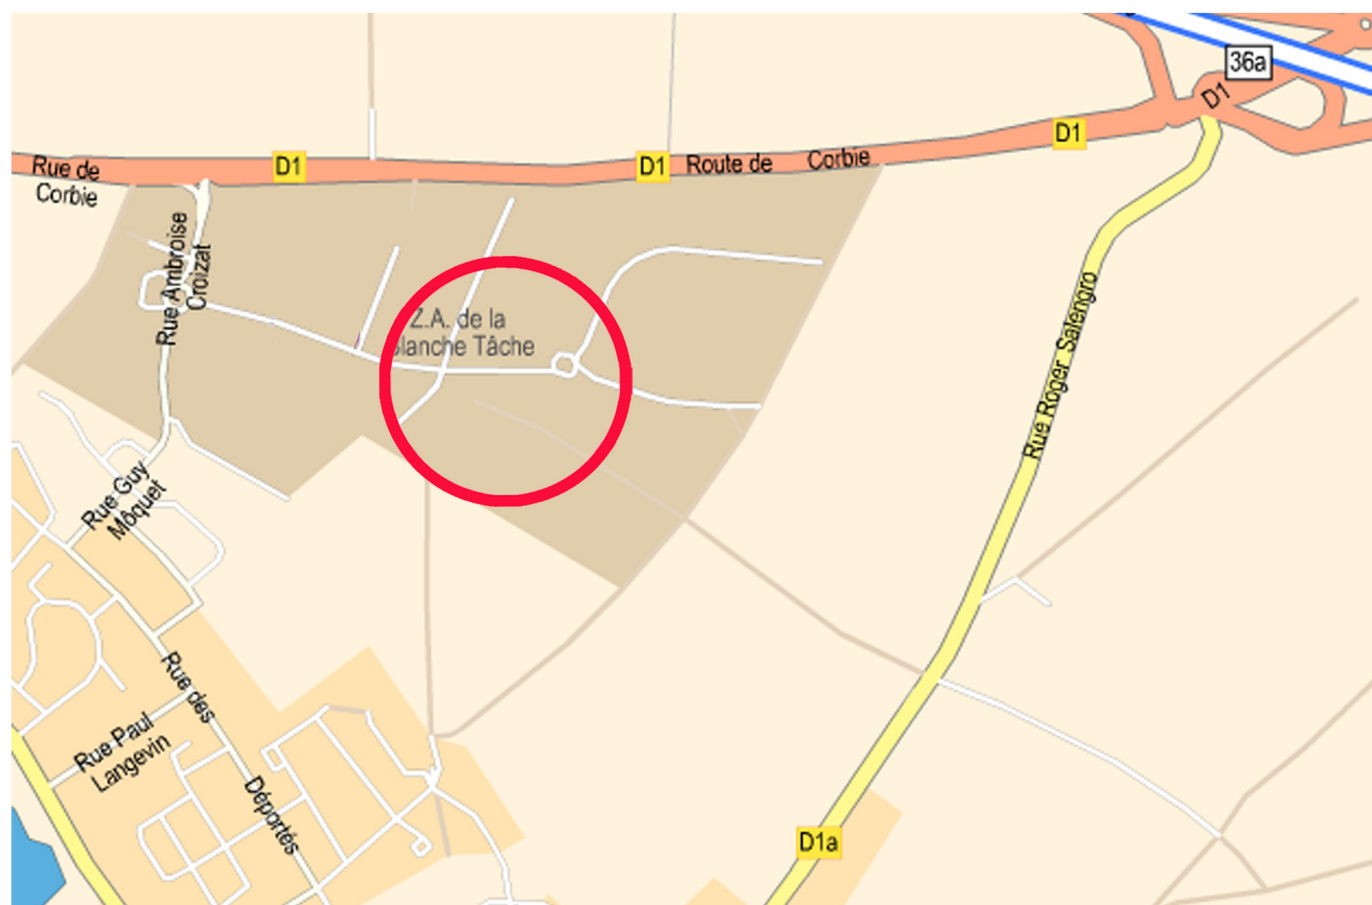 36a
D1
D1
D1
D1
Rue de
Corbie
Route de Corbie
Rue Ambroise
Croizat
Z.A. de la
Blanche Tâche
Rue Roger Salengro
Rue Guy
Môquet
Rue des
Déportés
Rue Paul
Langevin
D1a